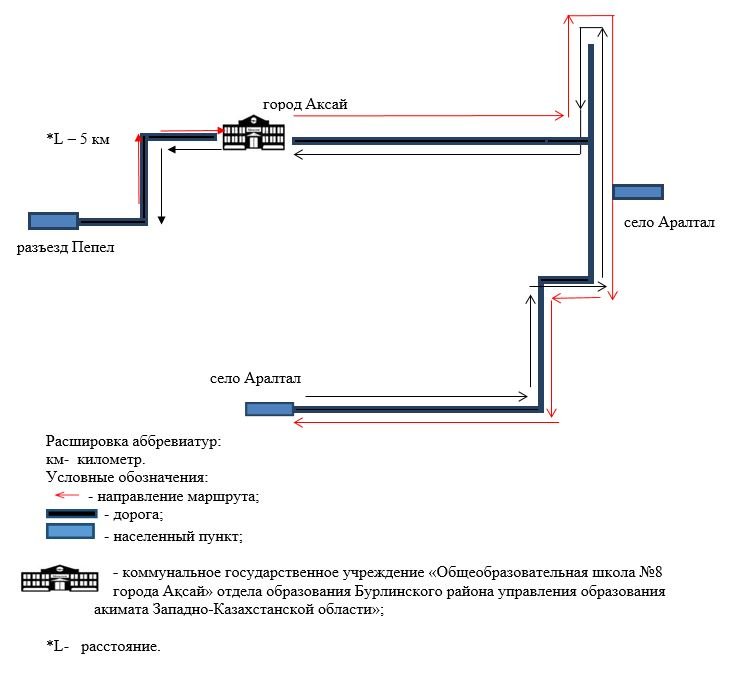 город Аксай
*L – 5 км
село Аралтал
разъезд Пепел
село Аралтал
Расшировка аббревиатур:
км- километр.
Условные обозначения:
- направление маршрута;
- дорога;
- населенный пункт;
- коммунальное государственное учреждение «Общеобразовательная школа №8
города Ақсай» отдела образования Бурлинского района управления образования
акимата Западно-Казахстанской области»;
*L- расстояние.